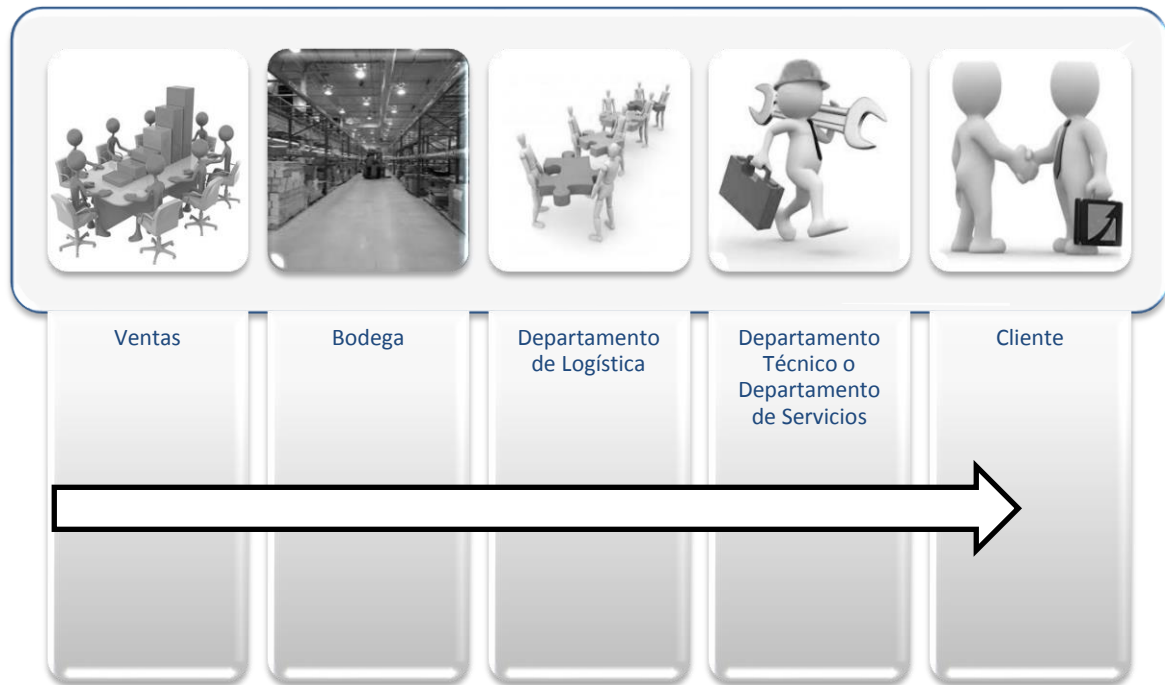 Ventas
Bodega
Departamento
de Logística
Departamento
Técnico o
Departamento
de Servicios
Cliente